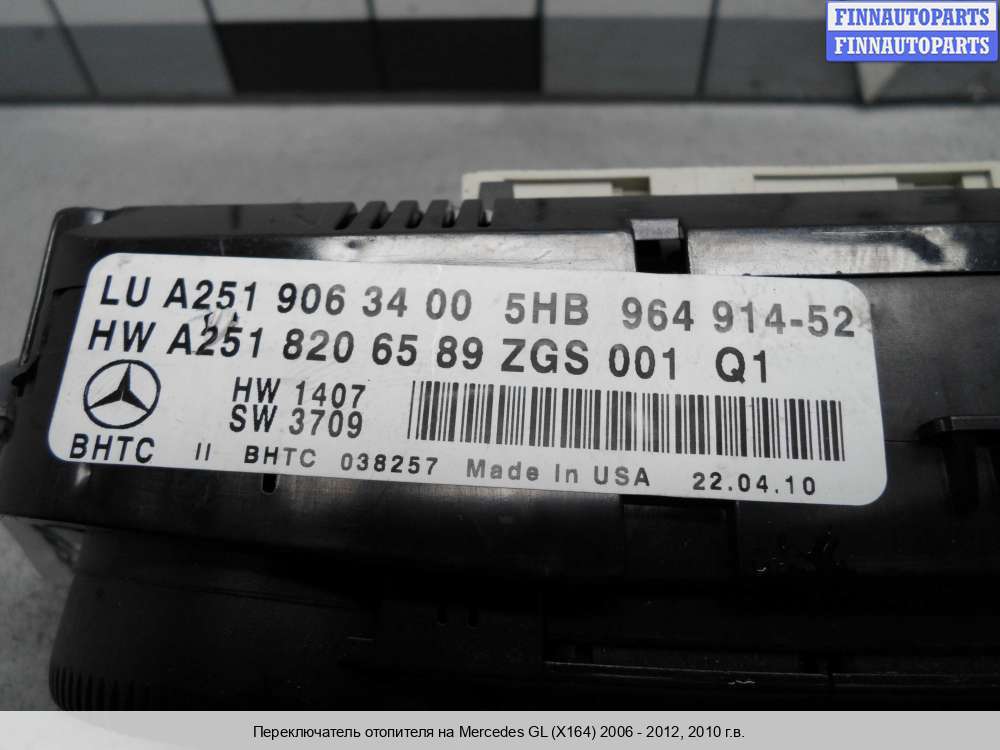 FINNAUTOPARTS
FINNAUTOPARTS
LU A251 906 34 00 5HB 964 914-52
HW A251 820 65 89 ZGS 001 Q1
HW 1407
SW 3709
BHTC II BHTC 038257 Made In USA 22.04.10
Переключатель отопителя на Mercedes GL (X164) 2006 - 2012, 2010 г.в.